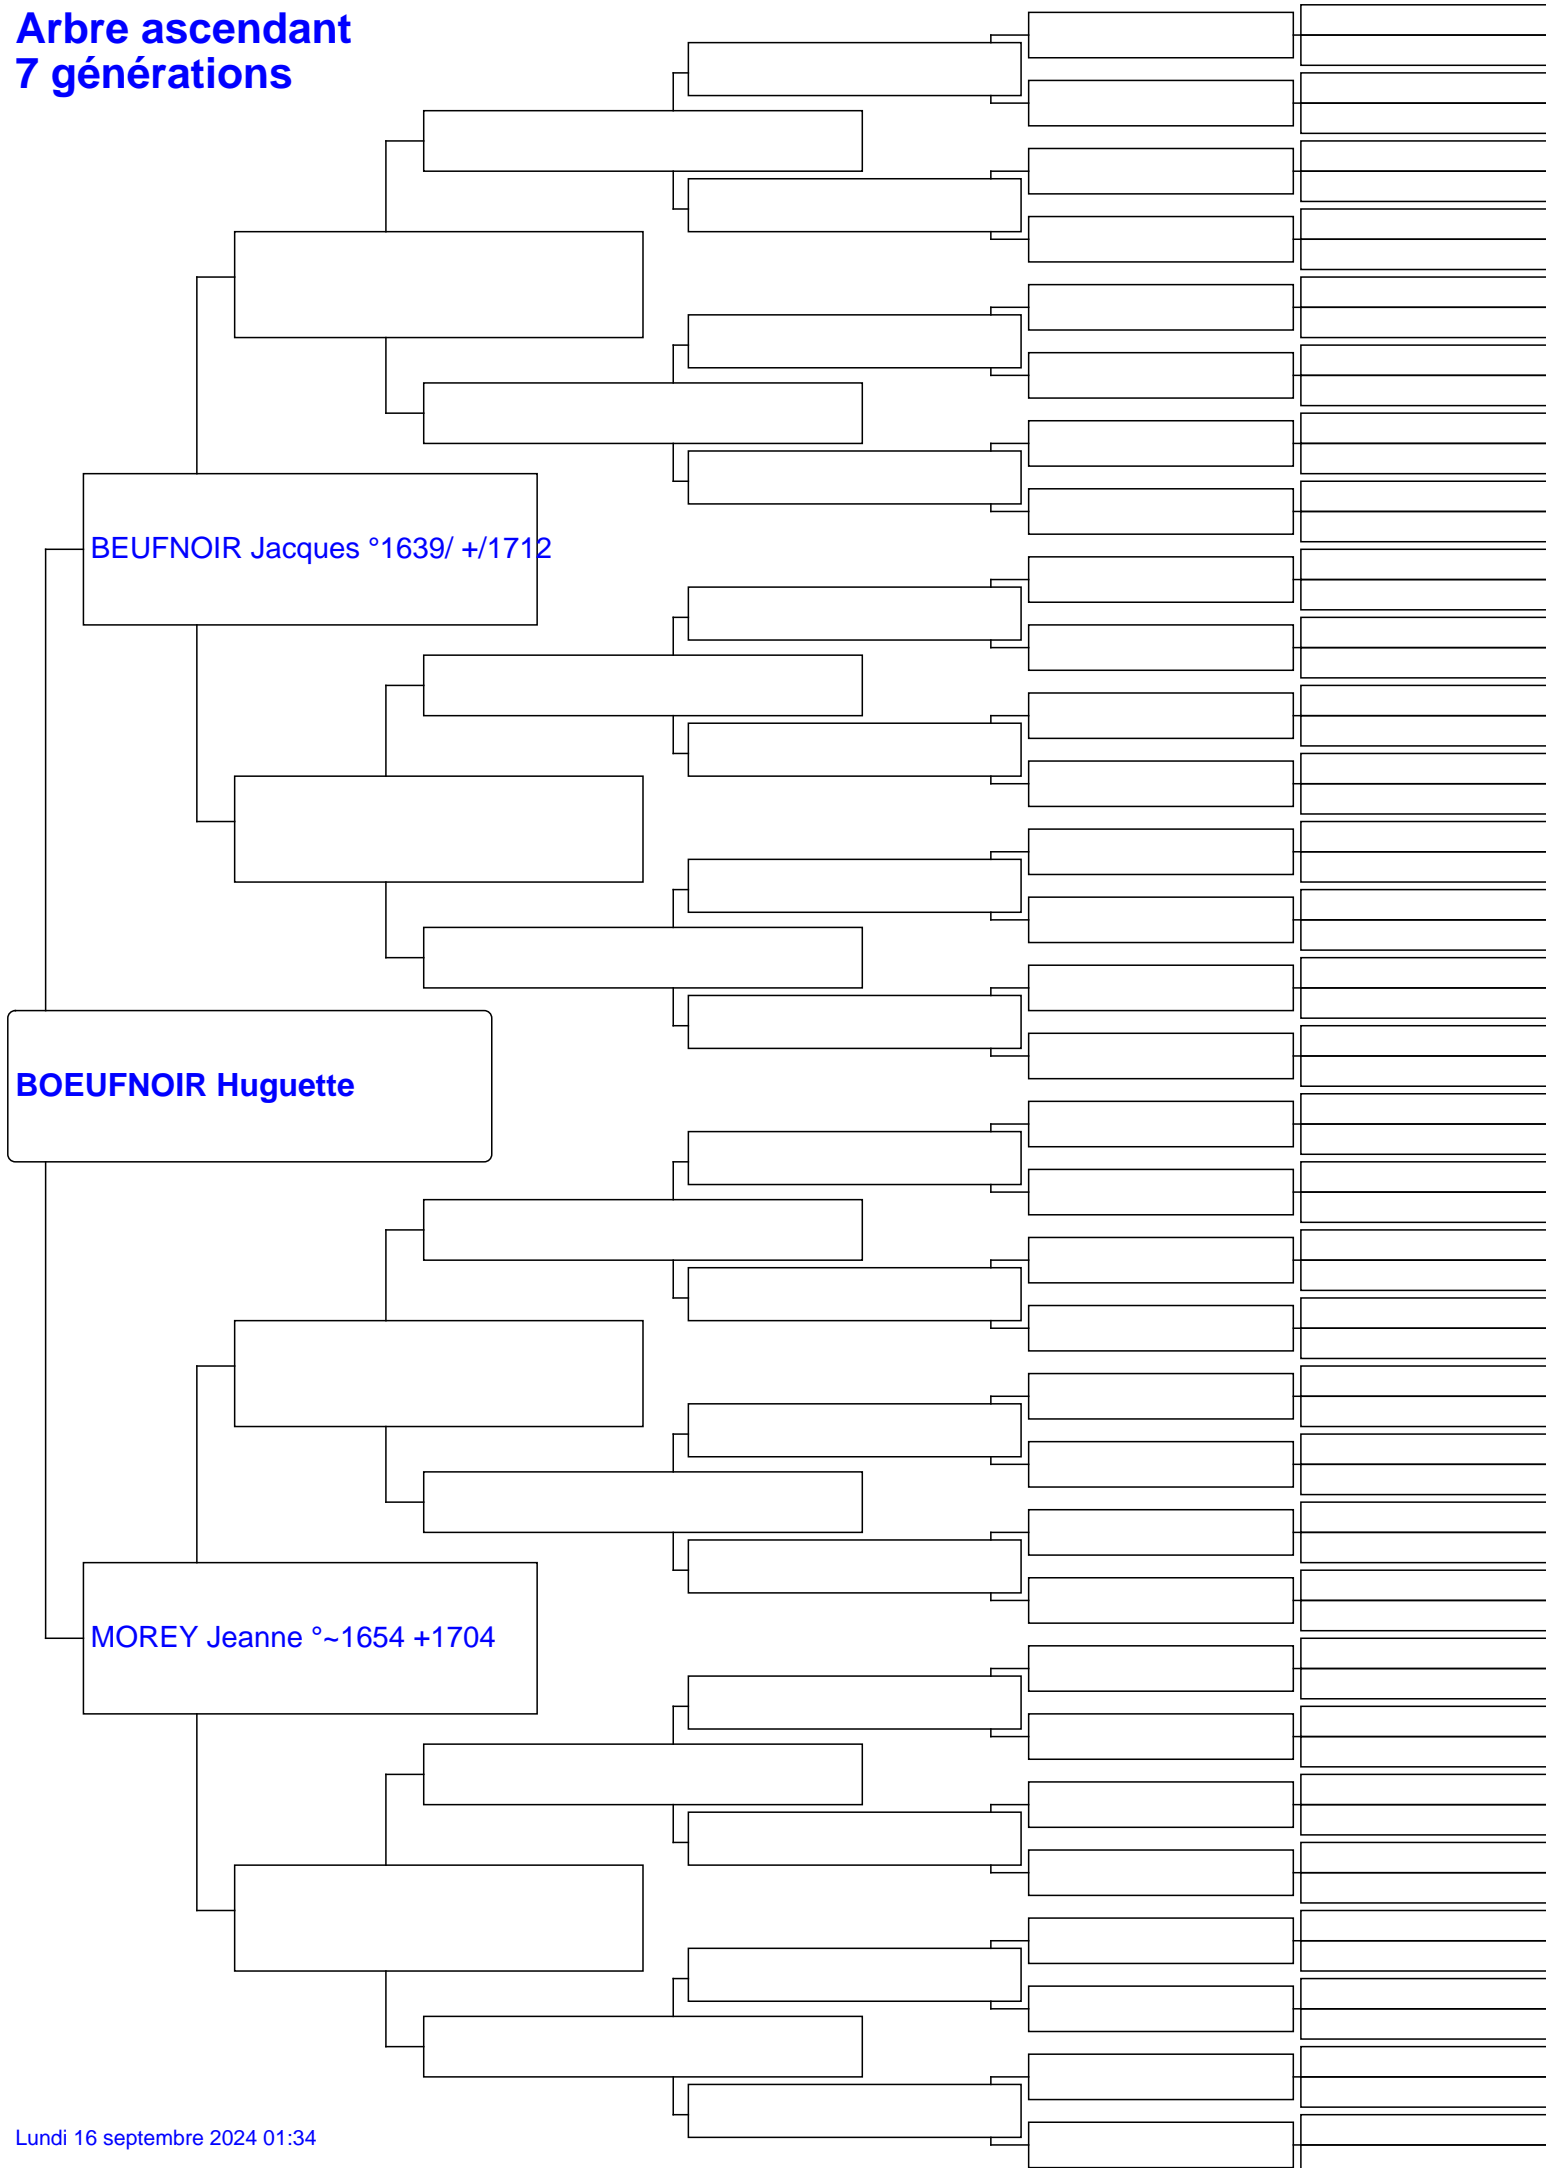 Arbre ascendant
7 générations
BEUFNOIR Jacques °1639/ +/1712
BOEUFNOIR Huguette
MOREY Jeanne °~1654 +1704
Lundi 16 septembre 2024 01:34